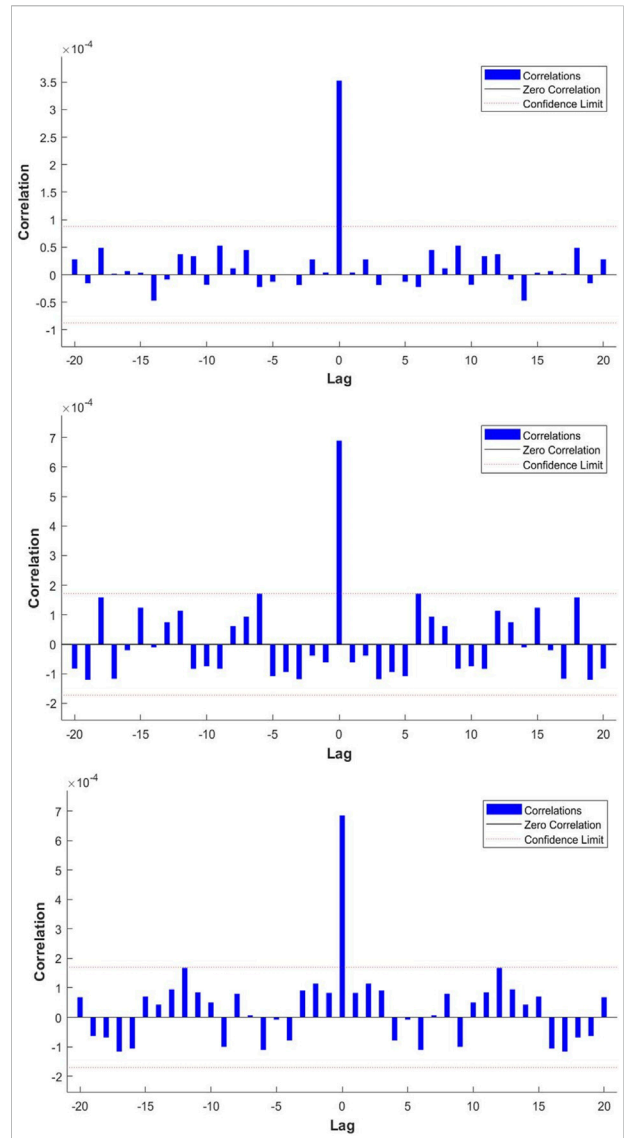 ×10⁻⁴
3.5
3
2.5
2
1.5
1
0.5
0
-0.5
-1
Correlation
Correlations
Zero Correlation
Confidence Limit
-20 -15 -10 -5 0 5 10 15 20
Lag
×10⁻⁴
7
6
5
4
3
2
1
0
-1
-2
Correlation
Correlations
Zero Correlation
Confidence Limit
-20 -15 -10 -5 0 5 10 15 20
Lag
×10⁻⁴
7
6
5
4
3
2
1
0
-1
-2
Correlation
Correlations
Zero Correlation
Confidence Limit
-20 -15 -10 -5 0 5 10 15 20
Lag